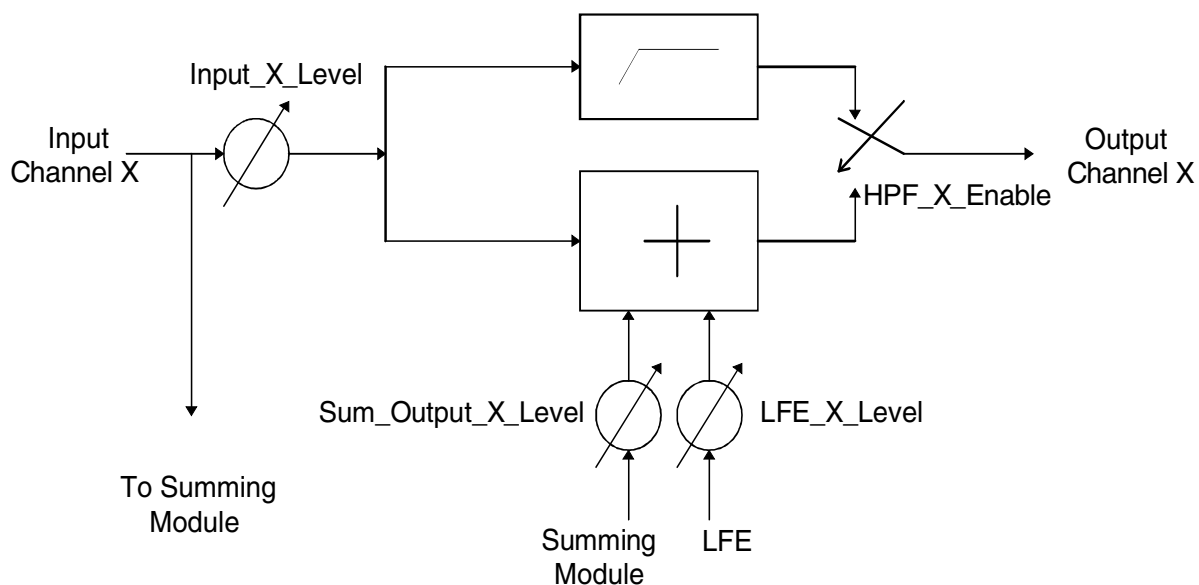 Input_X_Level
Input
Channel X
Output
Channel X
HPF_X_Enable
Sum_Output_X_Level
LFE_X_Level
To Summing
Module
Summing
Module
LFE